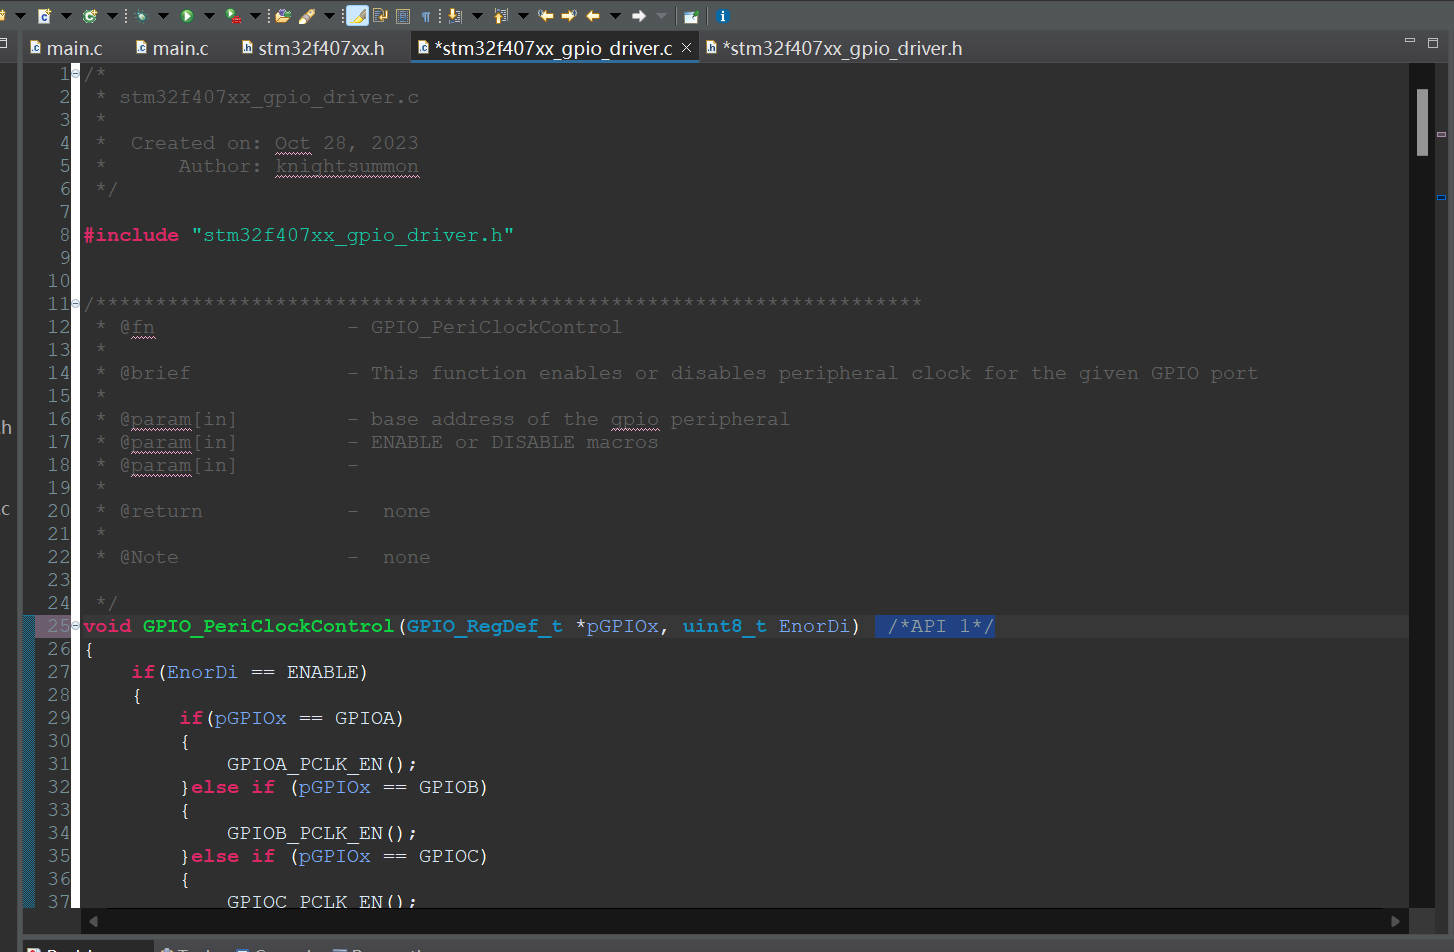 main.c main.c stm32f407xx.h *stm32f407xx_gpio_driver.c *stm32f407xx_gpio_driver.h
1 /*
2 * stm32f407xx_gpio_driver.c
3 *
4 * Created on: Oct 28, 2023
5 * Author: knightsummon
6 */
7
8 #include "stm32f407xx_gpio_driver.h"
9
10
11 /*********************************************************************
12 * @fn - GPIO_PeriClockControl
13 *
14 * @brief - This function enables or disables peripheral clock for the given GPIO port
15 *
16 * @param[in] - base address of the gpio peripheral
17 * @param[in] - ENABLE or DISABLE macros
18 * @param[in] -
19 *
20 * @return - none
21 *
22 * @Note - none
23
24 */
25 void GPIO_PeriClockControl(GPIO_RegDef_t *pGPIOx, uint8_t EnorDi) /*API 1*/
26 {
27 if(EnorDi == ENABLE)
28 {
29 if(pGPIOx == GPIOA)
30 {
31 GPIOA_PCLK_EN();
32 }else if (pGPIOx == GPIOB)
33 {
34 GPIOB_PCLK_EN();
35 }else if (pGPIOx == GPIOC)
36 {
37 GPIOC_PCLK_EN();